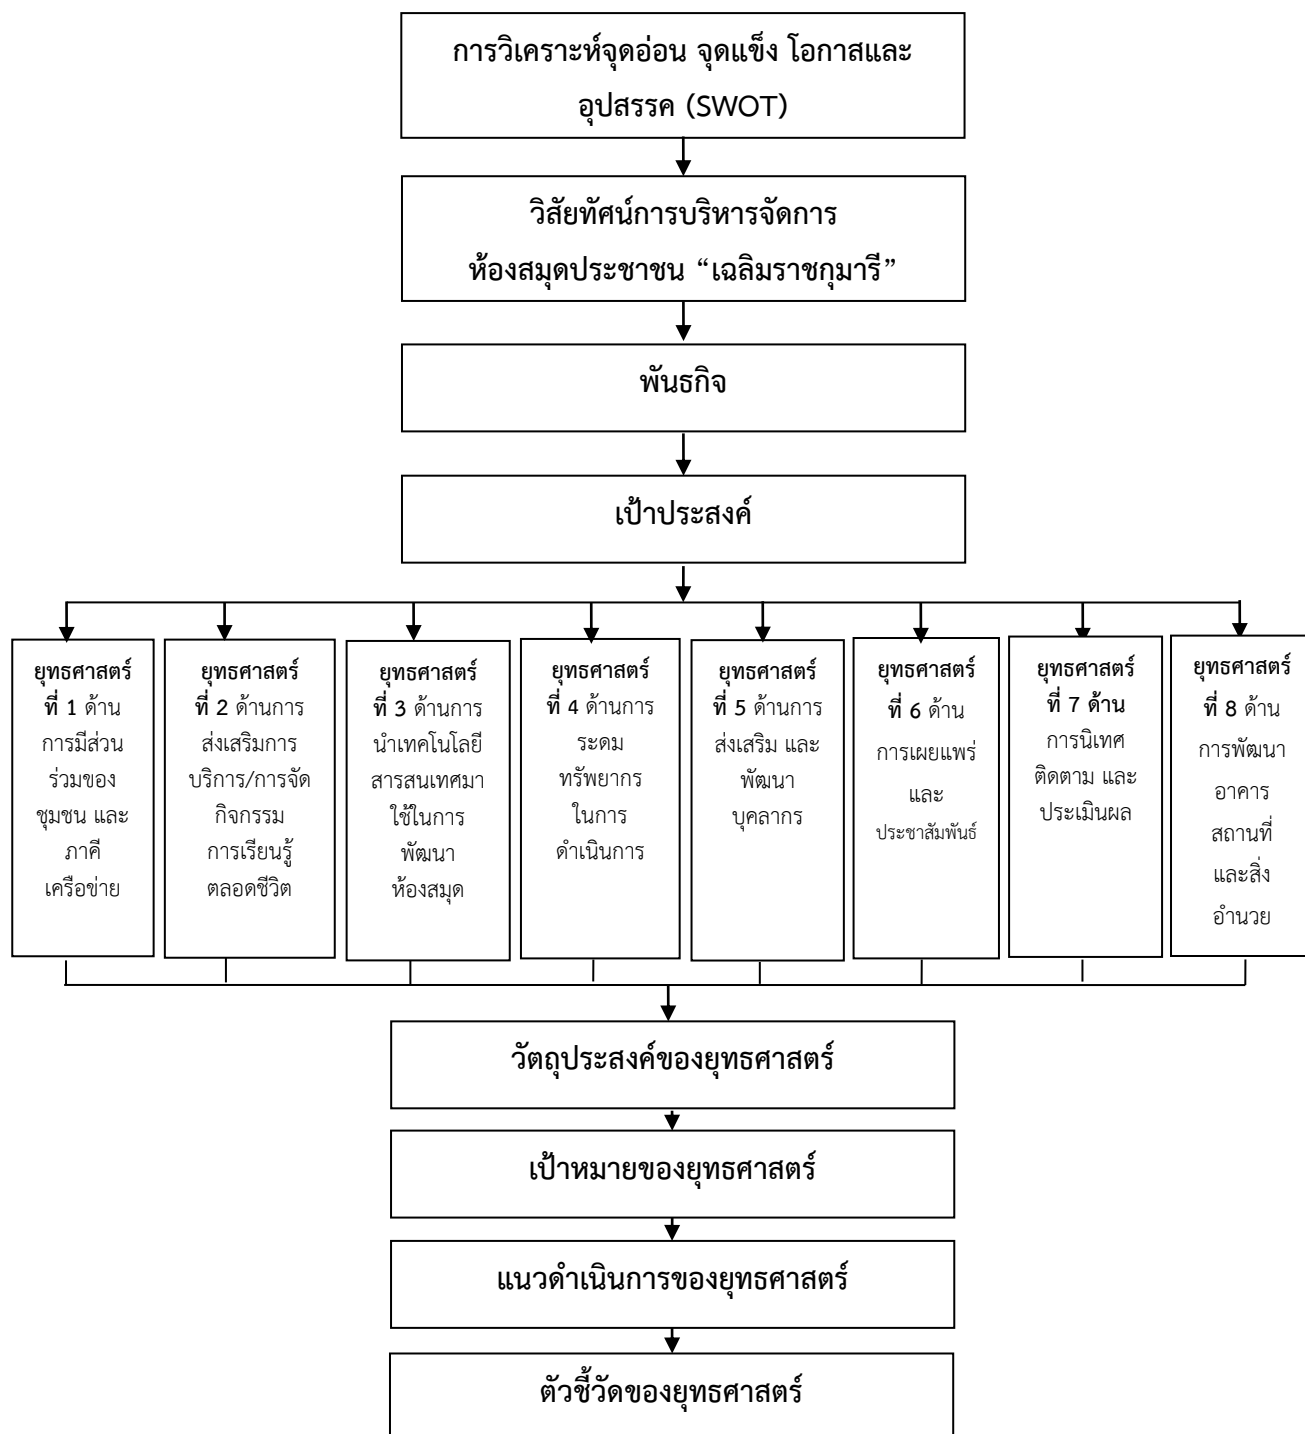 การวิเคราะห์จุดอ่อน จุดแข็ง โอกาสและ
อุปสรรค (SWOT)
วิสัยทัศน์การบริหารจัดการ
ห้องสมุดประชาชน “เฉลิมราชกุมารี”
พันธกิจ
เป้าประสงค์
ยุทธศาสตร์
ที่ 1 ด้าน
การมีส่วน
ร่วมของ
ชุมชน และ
ภาคี
เครือข่าย
ยุทธศาสตร์
ที่ 2 ด้านการ
ส่งเสริมการ
บริการ/การจัด
กิจกรรม
การเรียนรู้
ตลอดชีวิต
ยุทธศาสตร์
ที่ 3 ด้านการ
นำเทคโนโลยี
สารสนเทศมา
ใช้ในการ
พัฒนา
ห้องสมุด
ยุทธศาสตร์
ที่ 4 ด้านการ
ระดม
ทรัพยากร
ในการ
ดำเนินการ
ยุทธศาสตร์
ที่ 5 ด้านการ
ส่งเสริม และ
พัฒนา
บุคลากร
ยุทธศาสตร์
ที่ 6 ด้าน
การเผยแพร่
และ
ประชาสัมพันธ์
ยุทธศาสตร์
ที่ 7 ด้าน
การนิเทศ
ติดตาม และ
ประเมินผล
ยุทธศาสตร์
ที่ 8 ด้าน
การพัฒนา
อาคาร
สถานที่
และสิ่ง
อำนวย
วัตถุประสงค์ของยุทธศาสตร์
เป้าหมายของยุทธศาสตร์
แนวดำเนินการของยุทธศาสตร์
ตัวชี้วัดของยุทธศาสตร์